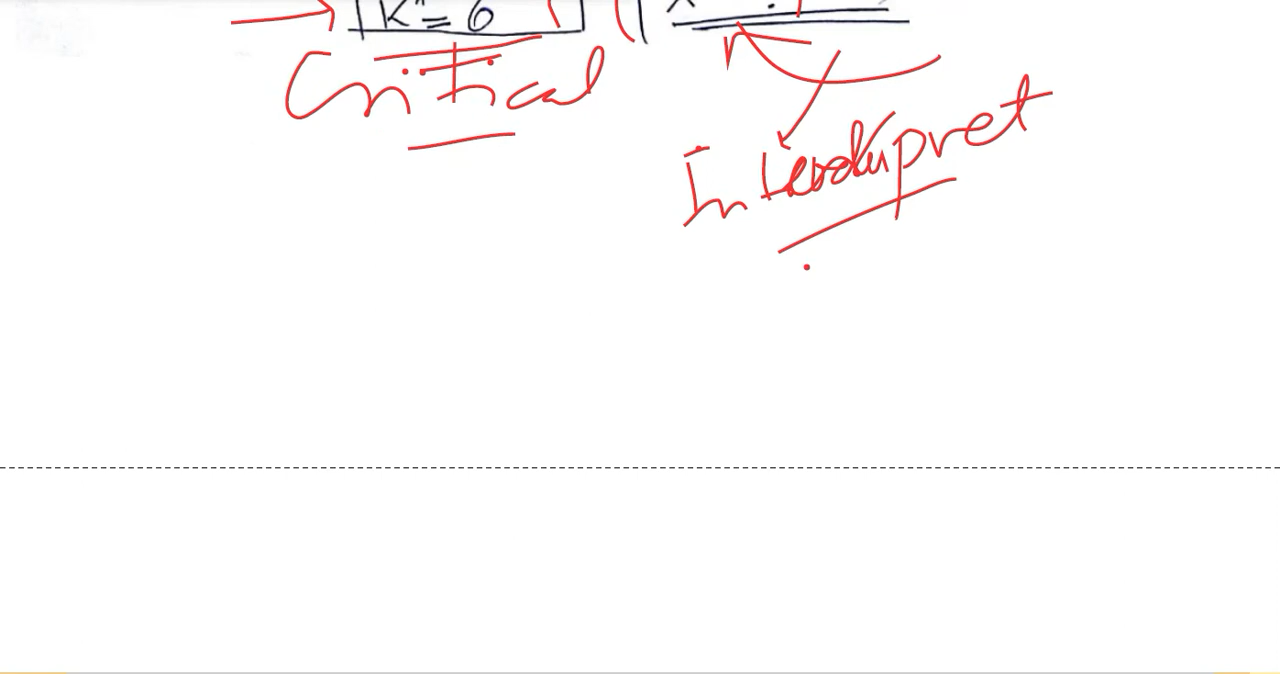 K* = 6
Critical
Interpret